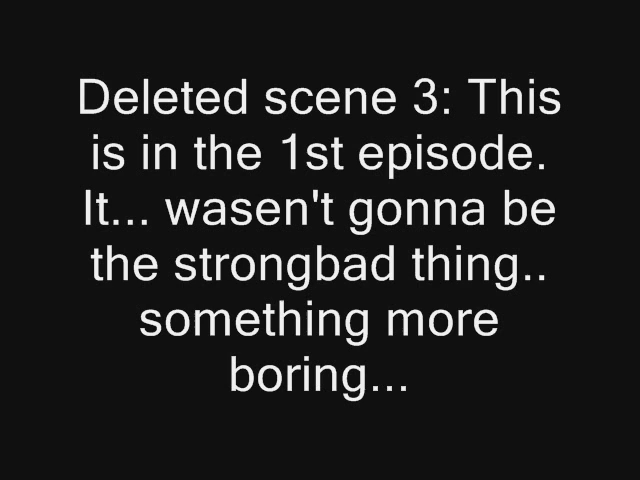 Deleted scene 3: This
is in the 1st episode.
It... wasen't gonna be
the strongbad thing..
something more
boring...